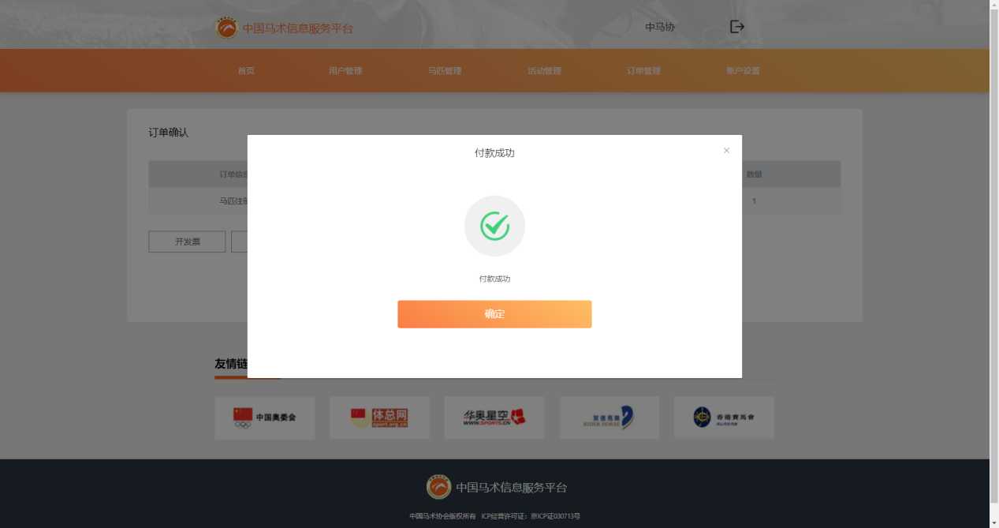 中国马术信息服务平台
中马协
首页 用户管理 马匹管理 活动管理 订单管理 账户设置
订单确认
付款成功
订单信息 数量
马匹注册 1
开发票
付款成功
确定
友情链
中国奥委会 体总网 华奥星空 香港賽馬會
sport.org.cn WWW.SPORTS.CN RIDER HORSE
中国马术信息服务平台
中国马术协会版权所有 ICP经营许可证：京ICP证030713号